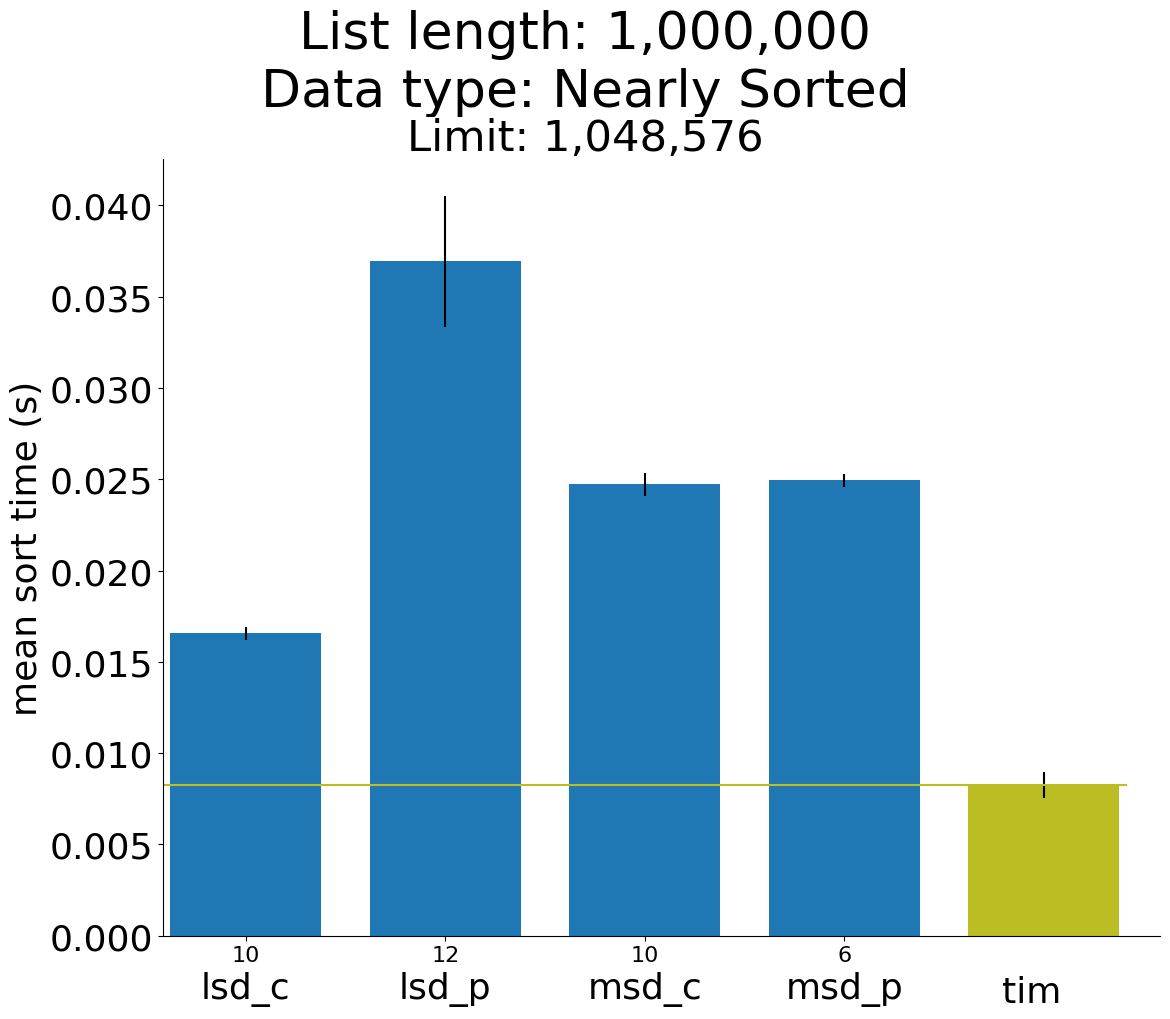 List length: 1,000,000
Data type: Nearly Sorted
Limit: 1,048,576
mean sort time (s)
0.040
0.035
0.030
0.025
0.020
0.015
0.010
0.005
0.000
10 12 10 6
lsd_c lsd_p msd_c msd_p tim